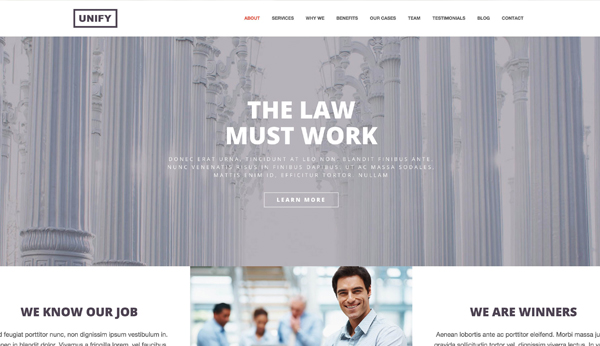 UNIFY
ABOUT SERVICES WHY WE BENEFITS OUR CASES TEAM TESTIMONIALS BLOG CONTACT
THE LAW
MUST WORK
DONEC ERAT URNA, TINCIDUNT AT LEO NON, BLANDIT FINIBUS ANTE.
NUNC VENENATIS RISUS IN FINIBUS DAPIBUS. UT AC MASSA SODALES,
MATTIS ENIM ID, EFFICITUR TORTOR. NULLAM
LEARN MORE
WE KNOW OUR JOB
feugiat porttitor nunc, non dignissim ipsum vestibulum in.
in blandit dolor. Vivamus a fringilla lorem, vel faucibus
WE ARE WINNERS
Aenean lobortis ante ac porttitor eleifend. Morbi massa
gravida sollicitudin tortor vel, dignissim viverra lectus. In